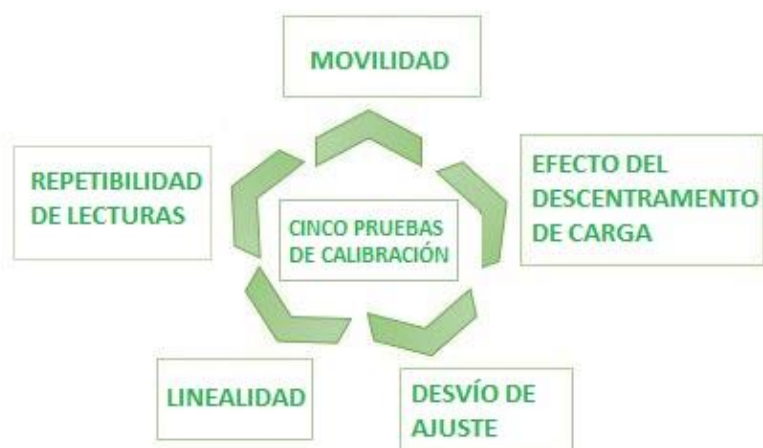 MOVILIDAD
REPETIBILIDAD
DE LECTURAS
EFECTO DEL
DESCENTRAMENTO
DE CARGA
CINCO PRUEBAS
DE CALIBRACIÓN
LINEALIDAD
DESVÍO DE
AJUSTE